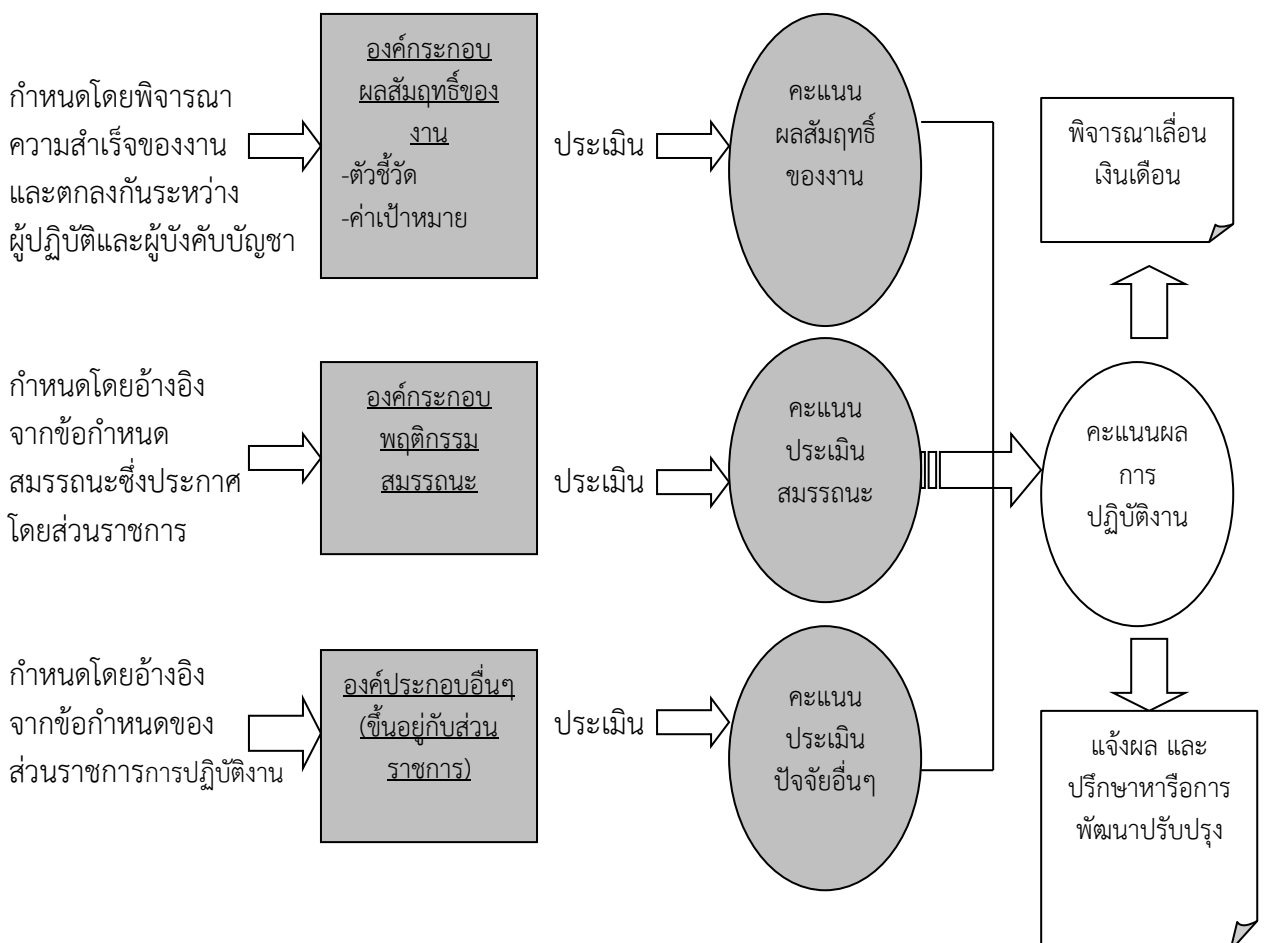 กำหนดโดยพิจารณา
ความสำเร็จของงาน
และตกลงกันระหว่าง
ผู้ปฏิบัติและผู้บังคับบัญชา
องค์กระกอบ
ผลสัมฤทธิ์ของ
งาน
-ตัวชี้วัด
-ค่าเป้าหมาย
ประเมิน
คะแนน
ผลสัมฤทธิ์
ของงาน
พิจารณาเลื่อน
เงินเดือน
กำหนดโดยอ้างอิง
จากข้อกำหนด
สมรรถนะซึ่งประกาศ
โดยส่วนราชการ
องค์กระกอบ
พฤติกรรม
สมรรถนะ
ประเมิน
คะแนน
ประเมิน
สมรรถนะ
คะแนนผล
การ
ปฏิบัติงาน
กำหนดโดยอ้างอิง
จากข้อกำหนดของ
ส่วนราชการการปฏิบัติงาน
องค์ประกอบอื่นๆ
(ขึ้นอยู่กับส่วน
ราชการ)
ประเมิน
คะแนน
ประเมิน
ปัจจัยอื่นๆ
แจ้งผล และ
ปรึกษาหารือการ
พัฒนาปรับปรุง